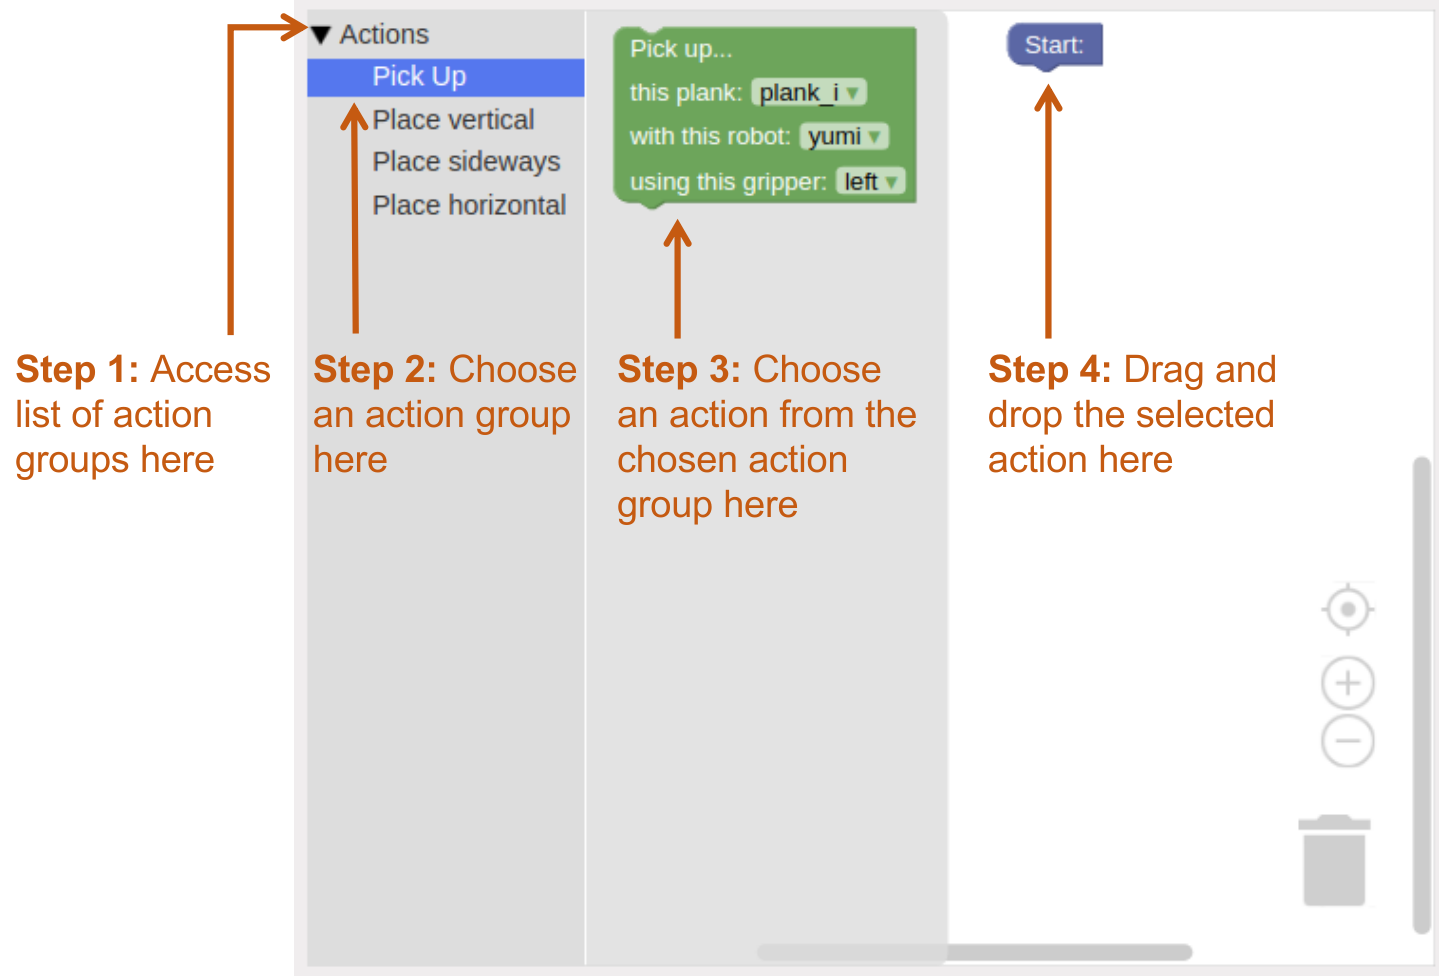 Actions
Pick Up
Place vertical
Place sideways
Place horizontal
Pick up...
this plank: plank_i ▾
with this robot: yumi ▾
using this gripper: left ▾
Start:
Step 1: Access
list of action
groups here
Step 2: Choose
an action group
here
Step 3: Choose
an action from the
chosen action
group here
Step 4: Drag and
drop the selected
action here